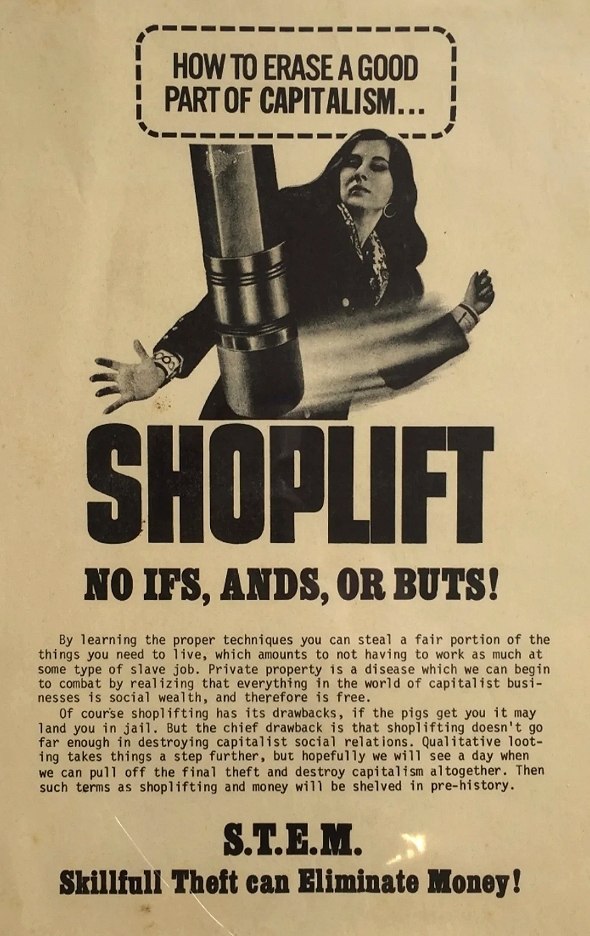 HOW TO ERASE A GOOD
PART OF CAPITALISM...
SHOPLIFT
NO IFS, ANDS, OR BUTS!
By learning the proper techniques you can steal a fair portion of the
things you need to live, which amounts to not having to work as much at
some type of slave job. Private property is a disease which we can begin
to combat by realizing that everything in the world of capitalist busi-
nesses is social wealth, and therefore is free.
Of course shoplifting has its drawbacks, if the pigs get you it may
land you in jail. But the chief drawback is that shoplifting doesn't go
far enough in destroying capitalist social relations. Qualitative loot-
ing takes things a step further, but hopefully we will see a day when
we can pull off the final theft and destroy capitalism altogether. Then
such terms as shoplifting and money will be shelved in pre-history.
S.T.E.M.
Skillfull Theft can Eliminate Money!